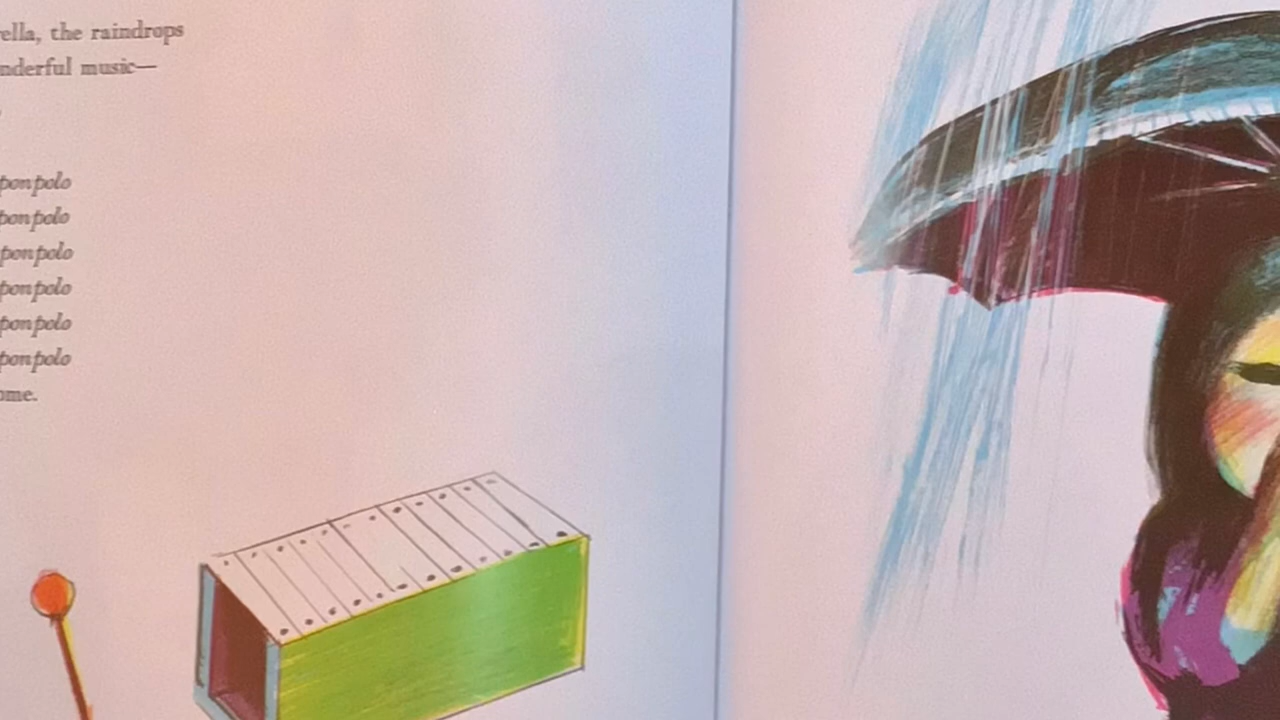 ella, the raindrops
nderful music—
ponpolo
ponpolo
ponpolo
ponpolo
ponpolo
ponpolo
ome.